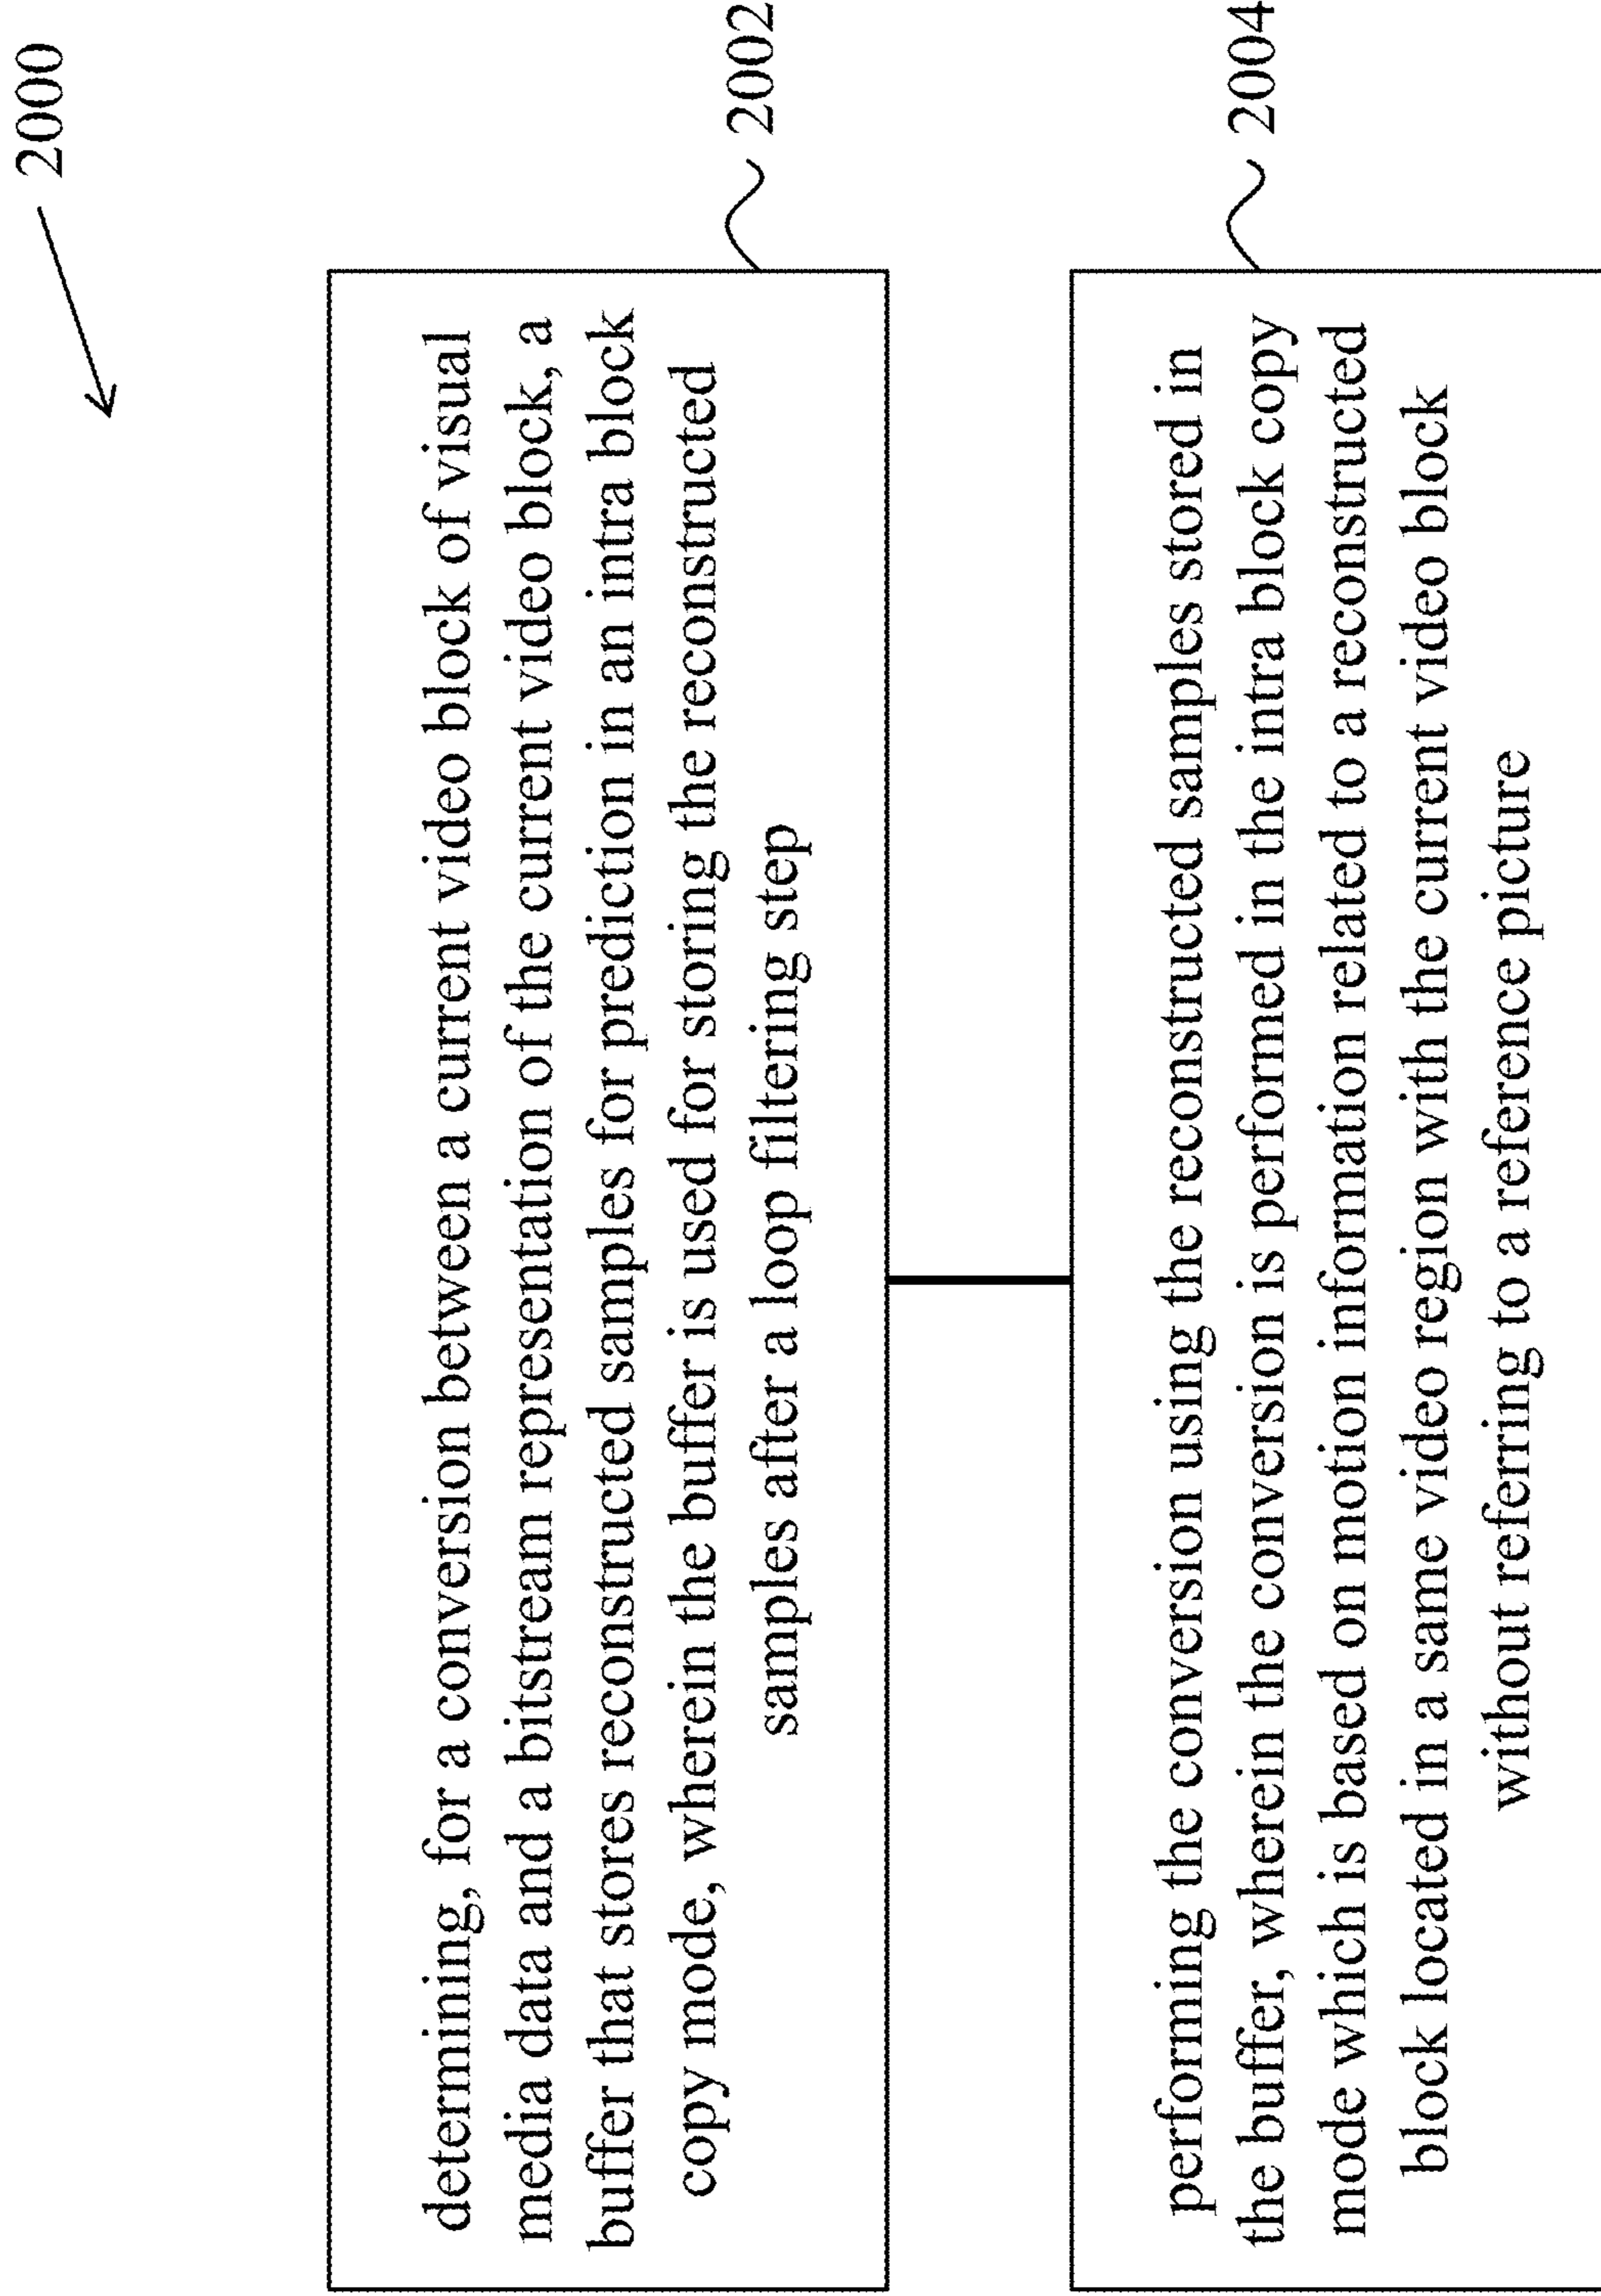 2000
determining, for a conversion between a current video block of visual
media data and a bitstream representation of the current video block, a
buffer that stores reconstructed samples for prediction in an intra block
copy mode, wherein the buffer is used for storing the reconstructed
samples after a loop filtering step
2002
performing the conversion using the reconstructed samples stored in
the buffer, wherein the conversion is performed in the intra block copy
mode which is based on motion information related to a reconstructed
block located in a same video region with the current video block
without referring to a reference picture
2004